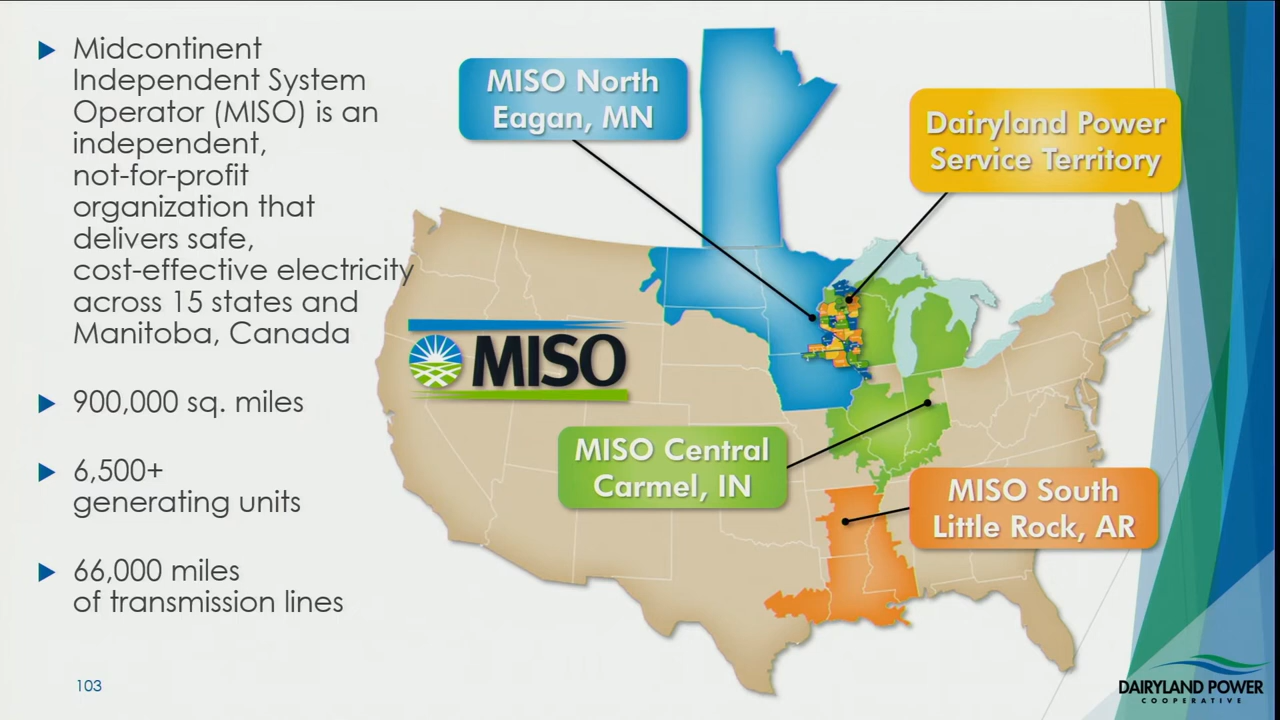 Midcontinent
Independent System
Operator (MISO) is an
independent,
not-for-profit
organization that
delivers safe,
cost-effective electricity
across 15 states and
Manitoba, Canada
900,000 sq. miles
6,500+
generating units
66,000 miles
of transmission lines
103
MISO North
Eagan, MN
Dairyland Power
Service Territory
MISO
MISO Central
Carmel, IN
MISO South
Little Rock, AR
DAIRYLAND POWER
COOPERATIVE